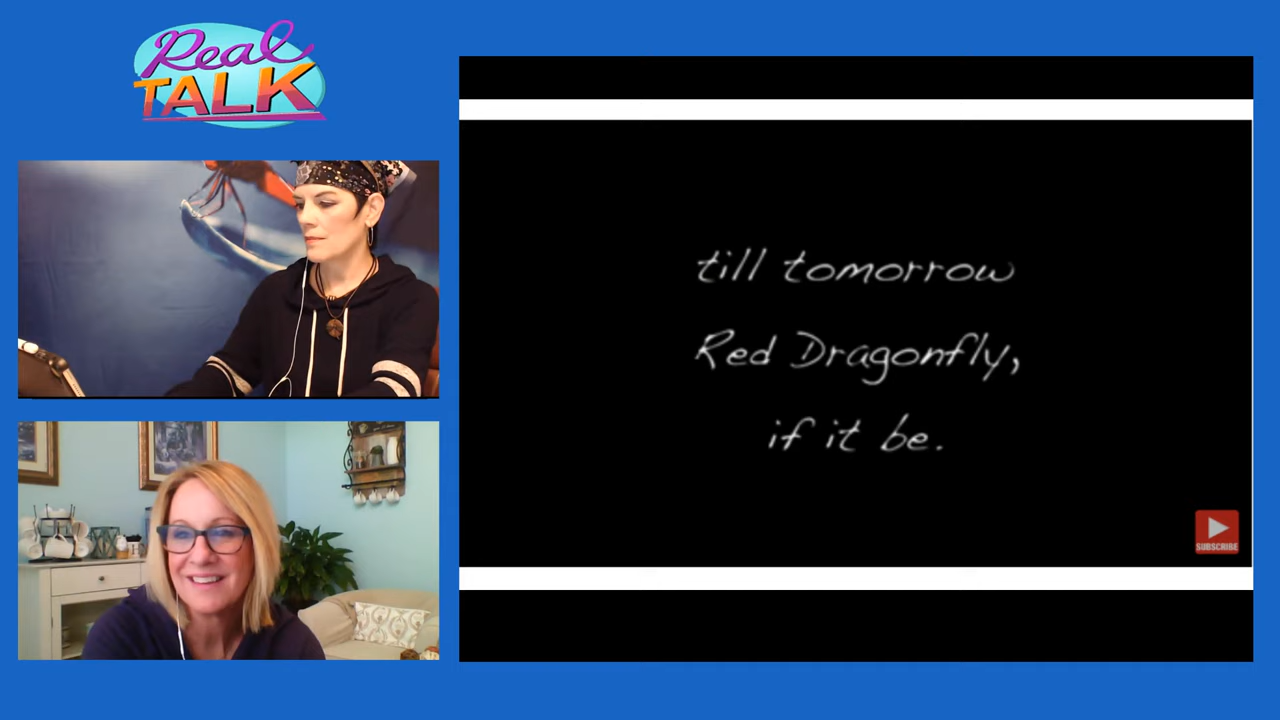 Real
TALK
till tomorrow
Red Dragonfly,
if it be.
SUBSCRIBE